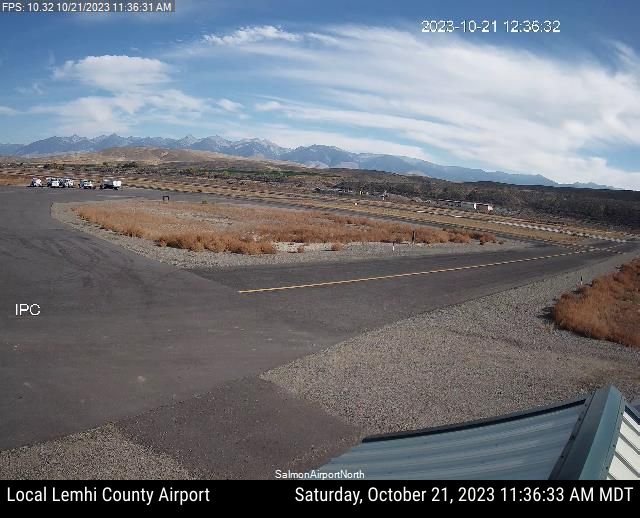 FPS: 10.32 10/21/2023 11:36:31 AM
2023-10-21 12:36:32
IPC
SalmonAirportNorth
Local Lemhi County Airport
Saturday, October 21, 2023 11:36:33 AM MDT